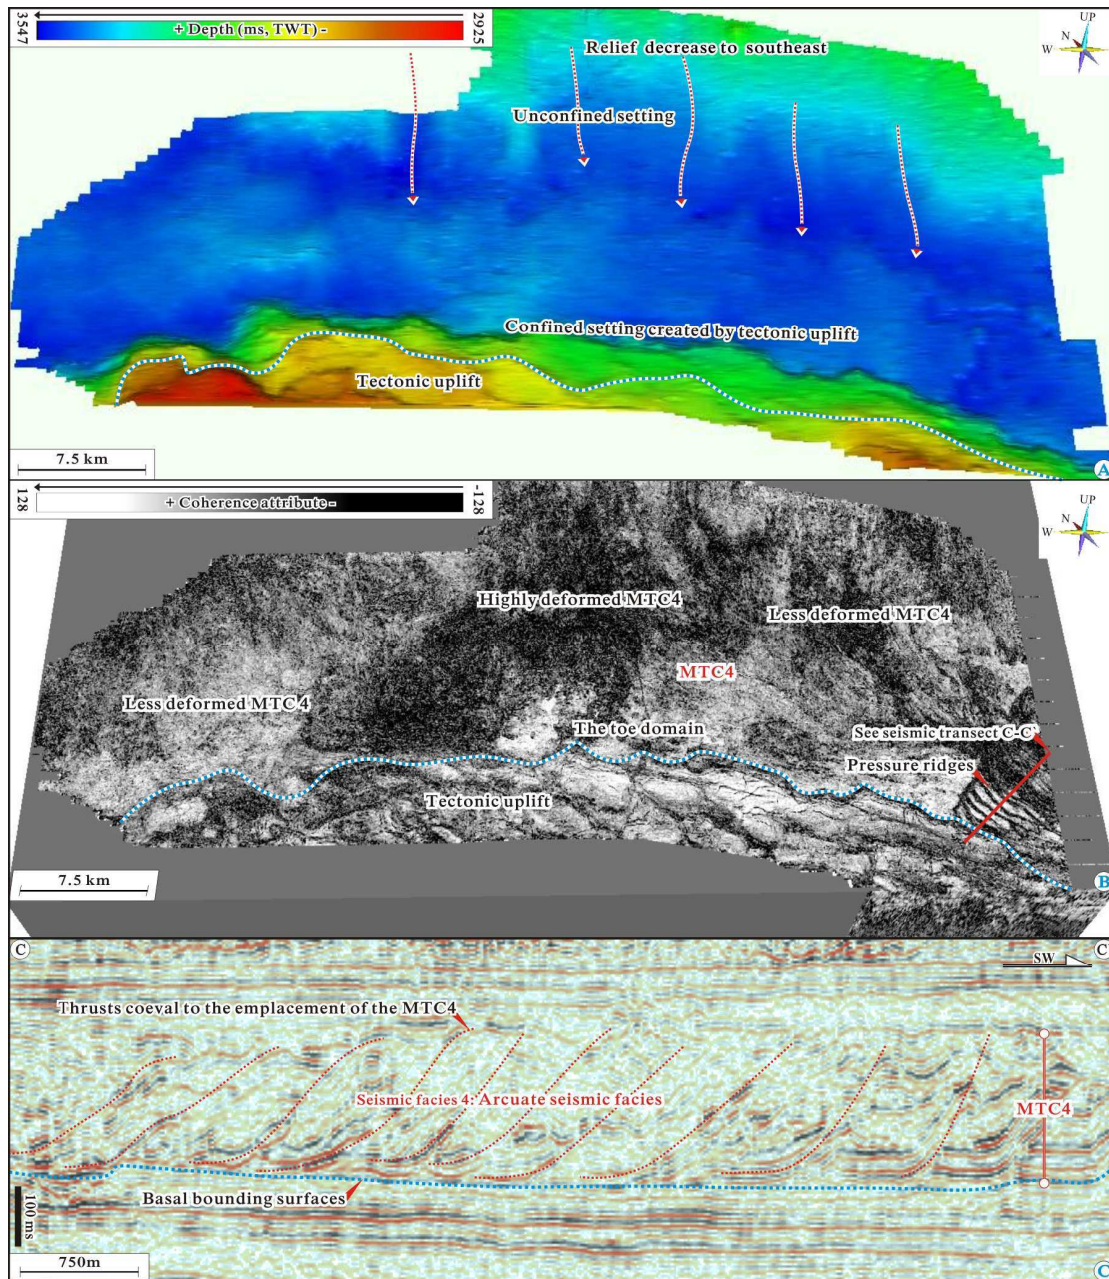 3547
+ Depth (ms, TWT) -
2925
UP
N
W
Relief decrease to southeast
Unconfined setting
Confined setting created by tectonic uplift
Tectonic uplift
7.5 km
A
128
+ Coherence attribute -
-128
UP
N
W
Highly deformed MTC4
Less deformed MTC4
MTC4
Less deformed MTC 4
The toe domain
See seismic transect C-C'
Pressure ridges
Tectonic uplift
7.5 km
B
C
C'
SW
Thrusts coeval to the emplacement of the MTC4
Seismic facies 4: Arcuate seismic facies
MTC4
Basal bounding surfaces
100 ms
750m
C